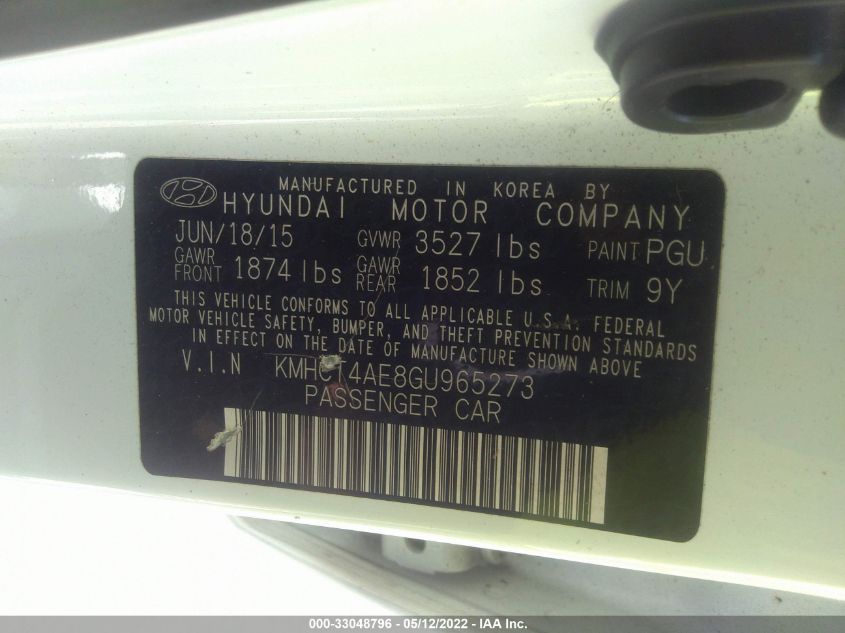 MANUFACTURED IN KOREA BY
HYUNDAI MOTOR COMPANY
JUN/18/15 GVWR 3527 lbs PAINT PGU
GAWR FRONT 1874 lbs GAWR REAR 1852 lbs TRIM 9Y
THIS VEHICLE CONFORMS TO ALL APPLICABLE U.S.A. FEDERAL
MOTOR VEHICLE SAFETY, BUMPER, AND THEFT PREVENTION STANDARDS
IN EFFECT ON THE DATE OF MANUFACTURE SHOWN ABOVE
V.I.N KMHCT4AE8GU965273
PASSENGER CAR
000-33048796 - 05/12/2022 - IAA Inc.